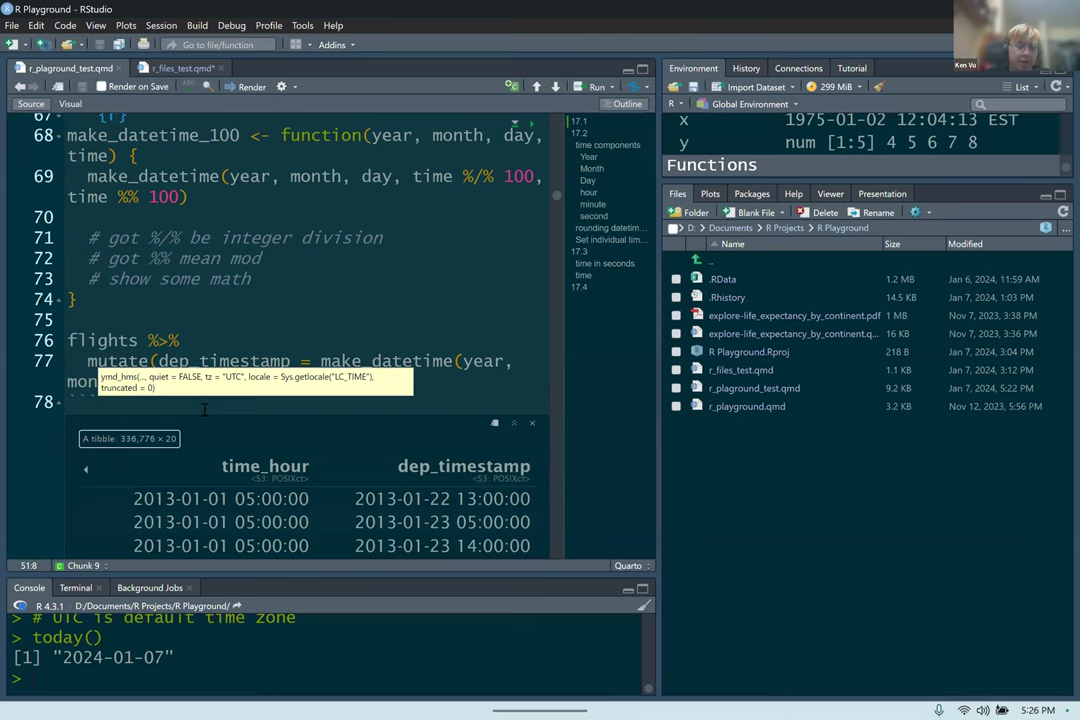 R Playground - RStudio
File Edit Code View Plots Session Build Debug Profile Tools Help
Go to file/function Addins
r_plaground_test.qmd r_files_test.qmd*
Render on Save Render Run
Source Visual Outline
67 {r}
68 make_datetime_100 <- function(year, month, day,
time) {
69 make_datetime(year, month, day, time %/% 100,
time %% 100)
70
71 # got %/% be integer division
72 # got %% mean mod
73 # show some math
74 }
75
76 flights %>%
77 mutate(dep_timestamp = make_datetime(year,
mon
ymd_hms(..., quiet = FALSE, tz = "UTC", locale = Sys.getlocale("LC_TIME"),
truncated = 0)
78 ```
A tibble: 336,776 × 20
time_hour dep_timestamp
<S3: POSIXct> <S3: POSIXct>
2013-01-01 05:00:00 2013-01-22 13:00:00
2013-01-01 05:00:00 2013-01-23 05:00:00
2013-01-01 05:00:00 2013-01-23 14:00:00
17.1
17.2
time components
Year
Month
Day
hour
minute
second
rounding datetim...
Set individual tim...
17.3
time in seconds
time
17.4
51:8 Chunk 9 Quarto
Console Terminal Background Jobs
R 4.3.1 · D:/Documents/R Projects/R Playground/
> # UTC is default time zone
> today()
[1] "2024-01-07"
>
Ken Vu
Environment History Connections Tutorial
Import Dataset 299 MiB List
R Global Environment
x 1975-01-02 12:04:13 EST
y num [1:5] 4 5 6 7 8
Functions
Files Plots Packages Help Viewer Presentation
Folder Blank File Delete Rename
D: Documents R Projects R Playground
Name Size Modified
..
.RData 1.2 MB Jan 6, 2024, 11:59 AM
.Rhistory 14.5 KB Jan 7, 2024, 1:03 PM
explore-life_expectancy_by_continent.pdf 1 MB Nov 7, 2023, 3:38 PM
explore-life_expectancy_by_continent.q... 16 KB Nov 7, 2023, 3:38 PM
R Playground.Rproj 218 B Jan 7, 2024, 3:04 PM
r_files_test.qmd 1.1 KB Jan 7, 2024, 3:12 PM
r_plaground_test.qmd 9.2 KB Jan 7, 2024, 5:22 PM
r_playground.qmd 3.2 KB Nov 12, 2023, 5:56 PM
5:26 PM